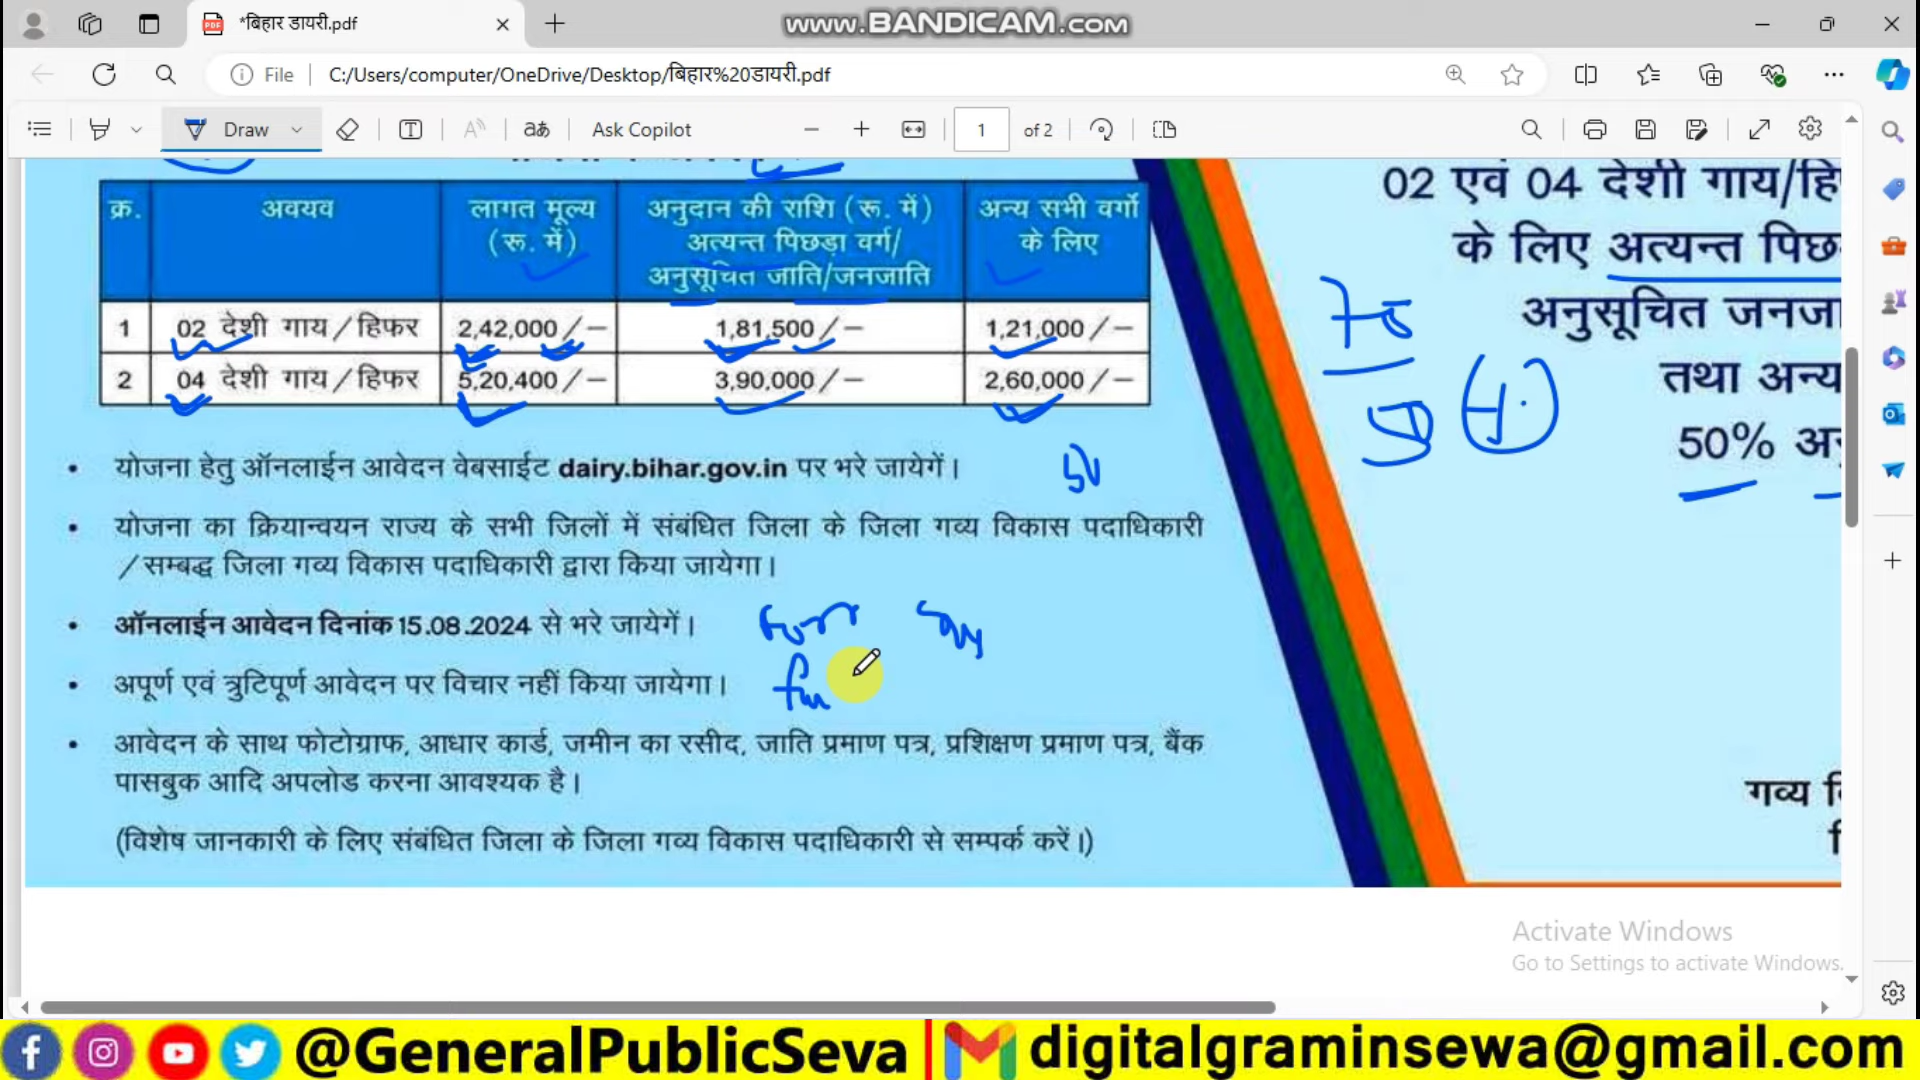 www.BANDICAM.com
*बिहार डायरी.pdf
File
C:/Users/computer/OneDrive/Desktop/बिहार%20डायरी.pdf
Draw
Ask Copilot
1 of 2
क्र. अवयव लागत मूल्य (रू. में) अनुदान की राशि (रू. में) अत्यन्त पिछड़ा वर्ग/ अनुसूचित जाति/जनजाति अन्य सभी वर्गों के लिए
1 02 देशी गाय/हिफर 2,42,000/– 1,81,500/– 1,21,000/–
2 04 देशी गाय/हिफर 5,20,400/– 3,90,000/– 2,60,000/–
• योजना हेतु ऑनलाईन आवेदन वेबसाईट dairy.bihar.gov.in पर भरे जायेगें।
• योजना का क्रियान्वयन राज्य के सभी जिलों में संबंधित जिला के जिला गव्य विकास पदाधिकारी
/सम्बद्ध जिला गव्य विकास पदाधिकारी द्वारा किया जायेगा।
• ऑनलाईन आवेदन दिनांक 15.08.2024 से भरे जायेगें।
• अपूर्ण एवं त्रुटिपूर्ण आवेदन पर विचार नहीं किया जायेगा।
• आवेदन के साथ फोटोग्राफ, आधार कार्ड, जमीन का रसीद, जाति प्रमाण पत्र, प्रशिक्षण प्रमाण पत्र, बैंक
पासबुक आदि अपलोड करना आवश्यक है।
(विशेष जानकारी के लिए संबंधित जिला के जिला गव्य विकास पदाधिकारी से सम्पर्क करें।)
02 एवं 04 देशी गाय/हि
के लिए अत्यन्त पिछ
अनुसूचित जनजा
तथा अन्य
50% अ
गव्य वि
Activate Windows
Go to Settings to activate Windows.
@GeneralPublicSeva
digitalgraminsewa@gmail.com